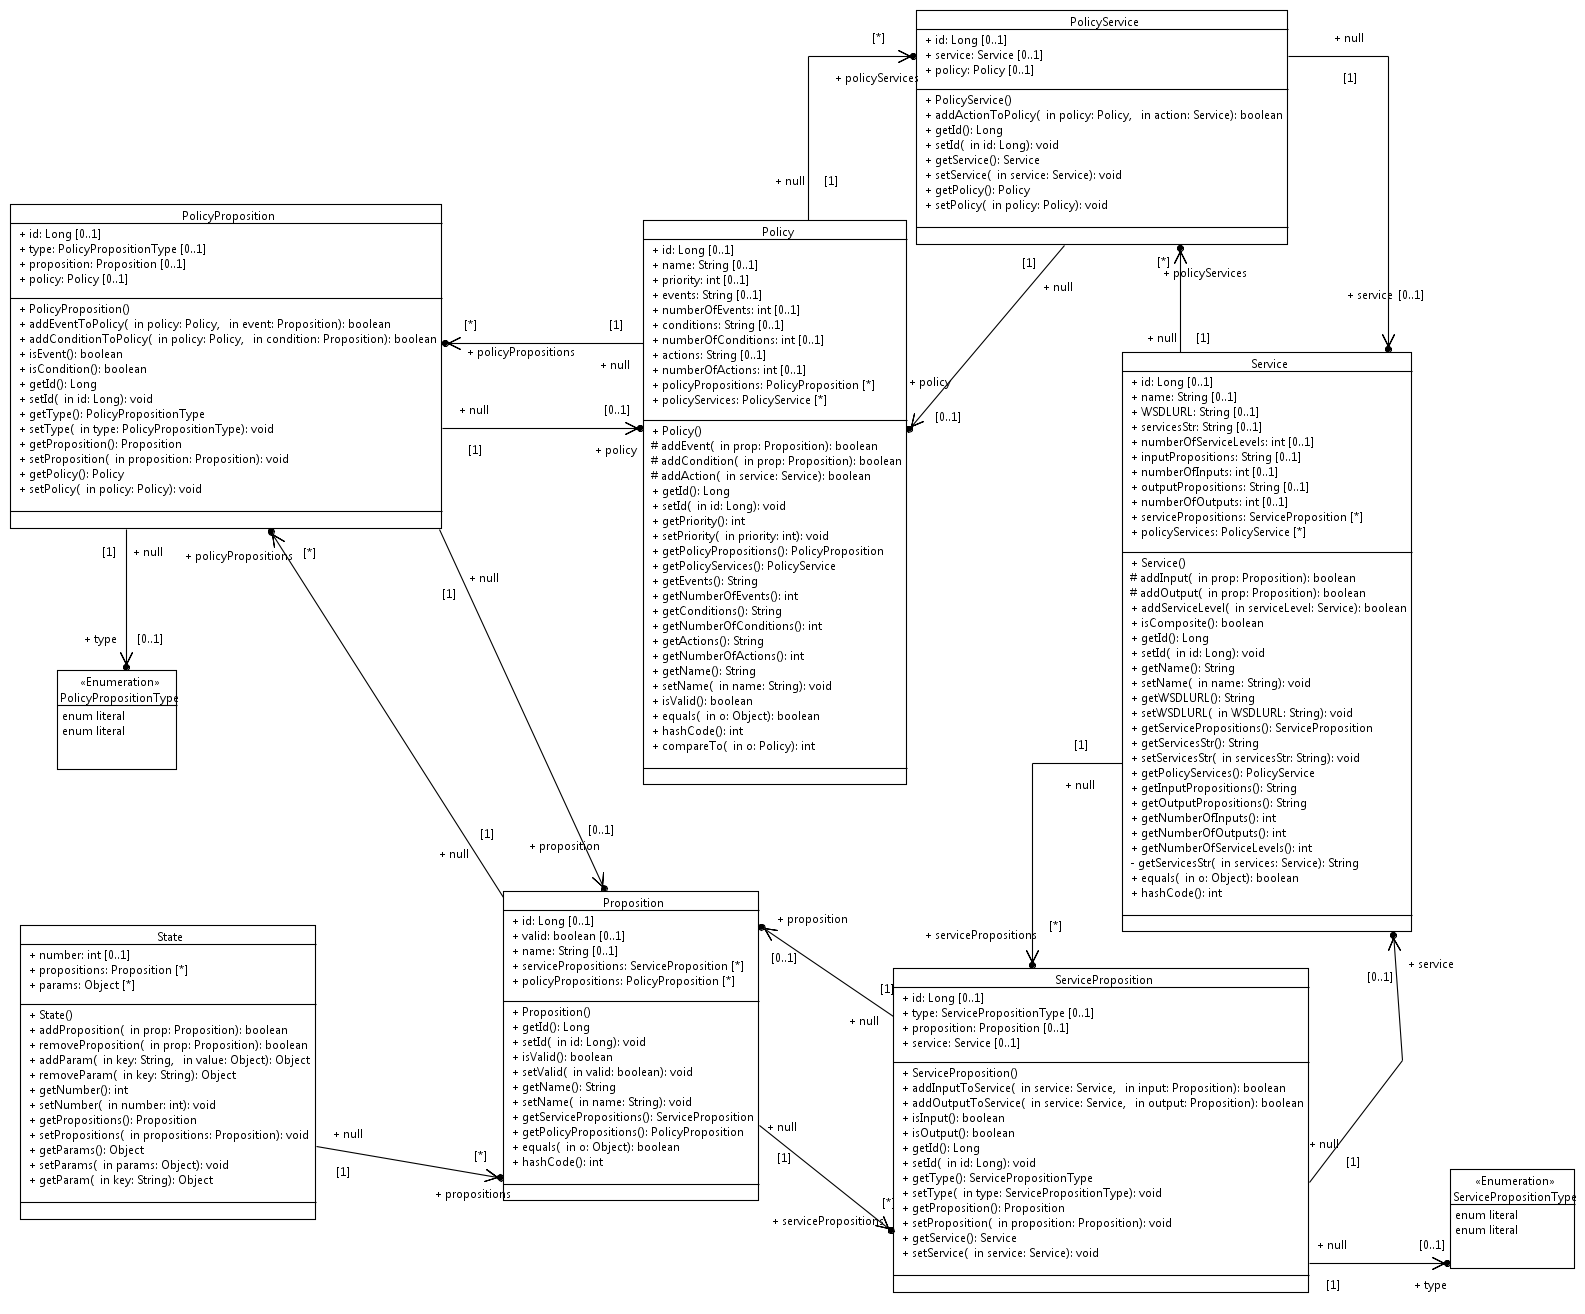 PolicyService
+ id: Long [0..1]
+ service: Service [0..1]
+ policy: Policy [0..1]
+ PolicyService()
+ addActionToPolicy( in policy: Policy, in action: Service): boolean
+ getId(): Long
+ setId( in id: Long): void
+ getService(): Service
+ setService( in service: Service): void
+ getPolicy(): Policy
+ setPolicy( in policy: Policy): void
[*]
+ policyServices
+ null
[1]
+ null
[1]
+ service [0..1]
[1]
+ null
+ policy
[0..1]
[*]
+ policyServices
+ null
[1]
PolicyProposition
+ id: Long [0..1]
+ type: PolicyPropositionType [0..1]
+ proposition: Proposition [0..1]
+ policy: Policy [0..1]
+ PolicyProposition()
+ addEventToPolicy( in policy: Policy, in event: Proposition): boolean
+ addConditionToPolicy( in policy: Policy, in condition: Proposition): boolean
+ isEvent(): boolean
+ isCondition(): boolean
+ getId(): Long
+ setId( in id: Long): void
+ getType(): PolicyPropositionType
+ setType( in type: PolicyPropositionType): void
+ getProposition(): Proposition
+ setProposition( in proposition: Proposition): void
+ getPolicy(): Policy
+ setPolicy( in policy: Policy): void
[*]
[1]
+ policyPropositions
+ null
+ null
[0..1]
[1]
+ policy
Policy
+ id: Long [0..1]
+ name: String [0..1]
+ priority: int [0..1]
+ events: String [0..1]
+ numberOfEvents: int [0..1]
+ conditions: String [0..1]
+ numberOfConditions: int [0..1]
+ actions: String [0..1]
+ numberOfActions: int [0..1]
+ policyPropositions: PolicyProposition [*]
+ policyServices: PolicyService [*]
+ Policy()
# addEvent( in prop: Proposition): boolean
# addCondition( in prop: Proposition): boolean
# addAction( in service: Service): boolean
+ getId(): Long
+ setId( in id: Long): void
+ getPriority(): int
+ setPriority( in priority: int): void
+ getPolicyPropositions(): PolicyProposition
+ getPolicyServices(): PolicyService
+ getEvents(): String
+ getNumberOfEvents(): int
+ getConditions(): String
+ getNumberOfConditions(): int
+ getActions(): String
+ getNumberOfActions(): int
+ getName(): String
+ setName( in name: String): void
+ isValid(): boolean
+ equals( in o: Object): boolean
+ hashCode(): int
+ compareTo( in o: Policy): int
Service
+ id: Long [0..1]
+ name: String [0..1]
+ WSDLURL: String [0..1]
+ servicesStr: String [0..1]
+ numberOfServiceLevels: int [0..1]
+ inputPropositions: String [0..1]
+ numberOfInputs: int [0..1]
+ outputPropositions: String [0..1]
+ numberOfOutputs: int [0..1]
+ servicePropositions: ServiceProposition [*]
+ policyServices: PolicyService [*]
+ Service()
# addInput( in prop: Proposition): boolean
# addOutput( in prop: Proposition): boolean
+ addServiceLevel( in serviceLevel: Service): boolean
+ isComposite(): boolean
+ getId(): Long
+ setId( in id: Long): void
+ getName(): String
+ setName( in name: String): void
+ getWSDLURL(): String
+ setWSDLURL( in WSDLURL: String): void
+ getServicePropositions(): ServiceProposition
+ getServicesStr(): String
+ setServicesStr( in servicesStr: String): void
+ getPolicyServices(): PolicyService
+ getInputPropositions(): String
+ getOutputPropositions(): String
+ getNumberOfInputs(): int
+ getNumberOfOutputs(): int
+ getNumberOfServiceLevels(): int
- getServicesStr( in services: Service): String
+ equals( in o: Object): boolean
+ hashCode(): int
[1]
+ null
+ policyPropositions
[*]
+ null
[1]
+ type
[0..1]
«Enumeration»
PolicyPropositionType
enum literal
enum literal
[1]
+ null
[0..1]
+ proposition
[1]
+ null
[*]
+ servicePropositions
[1]
+ null
State
+ number: int [0..1]
+ propositions: Proposition [*]
+ params: Object [*]
+ State()
+ addProposition( in prop: Proposition): boolean
+ removeProposition( in prop: Proposition): boolean
+ addParam( in key: String, in value: Object): Object
+ removeParam( in key: String): Object
+ getNumber(): int
+ setNumber( in number: int): void
+ getPropositions(): Proposition
+ setPropositions( in propositions: Proposition): void
+ getParams(): Object
+ setParams( in params: Object): void
+ getParam( in key: String): Object
+ null
[1]
[*]
+ propositions
Proposition
+ id: Long [0..1]
+ valid: boolean [0..1]
+ name: String [0..1]
+ servicePropositions: ServiceProposition [*]
+ policyPropositions: PolicyProposition [*]
+ Proposition()
+ getId(): Long
+ setId( in id: Long): void
+ isValid(): boolean
+ setValid( in valid: boolean): void
+ getName(): String
+ setName( in name: String): void
+ getServicePropositions(): ServiceProposition
+ getPolicyPropositions(): PolicyProposition
+ equals( in o: Object): boolean
+ hashCode(): int
+ proposition
[0..1]
[1]
+ null
+ null
[1]
[*]
+ servicePropositions
ServiceProposition
+ id: Long [0..1]
+ type: ServicePropositionType [0..1]
+ proposition: Proposition [0..1]
+ service: Service [0..1]
+ ServiceProposition()
+ addInputToService( in service: Service, in input: Proposition): boolean
+ addOutputToService( in service: Service, in output: Proposition): boolean
+ isInput(): boolean
+ isOutput(): boolean
+ getId(): Long
+ setId( in id: Long): void
+ getType(): ServicePropositionType
+ setType( in type: ServicePropositionType): void
+ getProposition(): Proposition
+ setProposition( in proposition: Proposition): void
+ getService(): Service
+ setService( in service: Service): void
+ service
[0..1]
+ null
[1]
+ null
[0..1]
[1]
+ type
«Enumeration»
ServicePropositionType
enum literal
enum literal